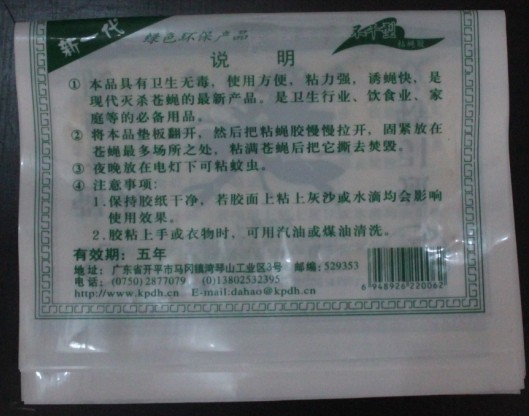 新一代
绿色环保产品
说 明
① 本品具有卫生无毒，使用方便，粘力强，诱绳快，是
现代灭杀苍绳的最新产品，是卫生行业、饮食业、家
庭等的必备用品。
② 将本品垫板翻开，然后把粘绳胶慢慢拉开，固紧放在
苍绳最多场所之处，粘满苍绳后把它撕去焚毁。
③ 夜晚放在电灯下可粘蚊虫。
④ 注意事项：
1.保持胶纸干净，若胶面上粘上灰沙或水滴均会影响
使用效果。
2.胶粘上手或衣物时，可用汽油或煤油清洗。
有效期：五年
地址：广东省开平市马冈镇湾琴山工业区3号 邮编：529353
电话：(0750)2877079 (0)13802532395
http://www.kpdh.cn E-mail:dahao@kpdh.cn
6 948926 220062